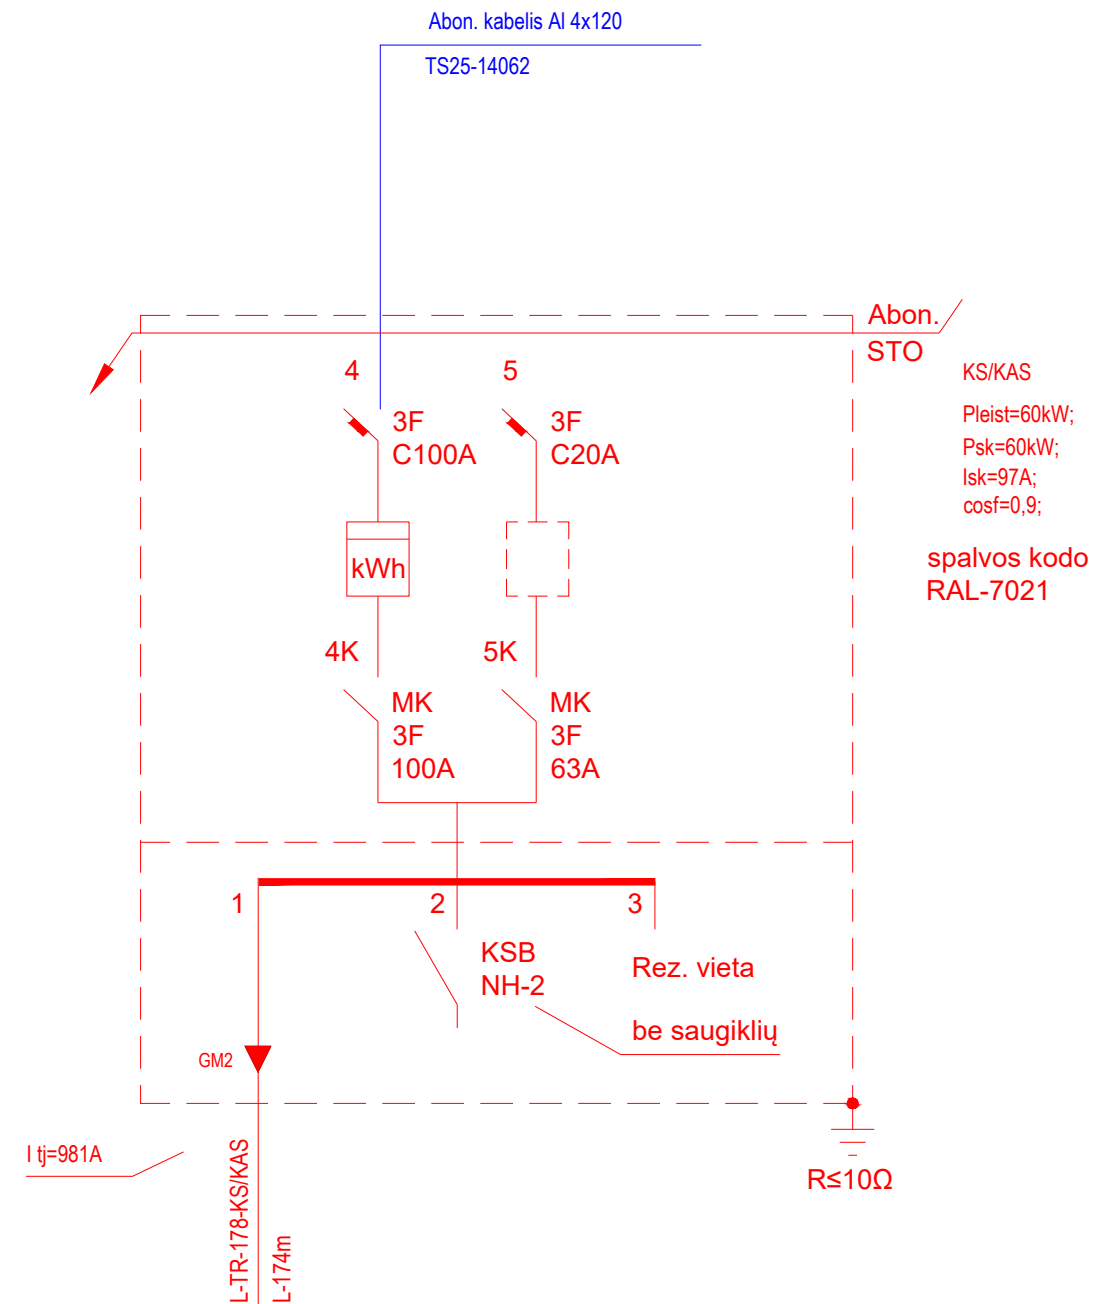 Abon. kabelis Al 4x120
TS25-14062
Abon.
STO
KS/KAS
Pleist=60kW;
Psk=60kW;
Isk=97A;
cosf=0,9;
spalvos kodo
RAL-7021
4
3F
C100A
5
3F
C20A
kWh
4K
MK
3F
100A
5K
MK
3F
63A
1
2
3
KSB
NH-2
Rez. vieta
be saugiklių
GM2
I tj=981A
L-TR-178-KS/KAS
L-174m
R≤10Ω